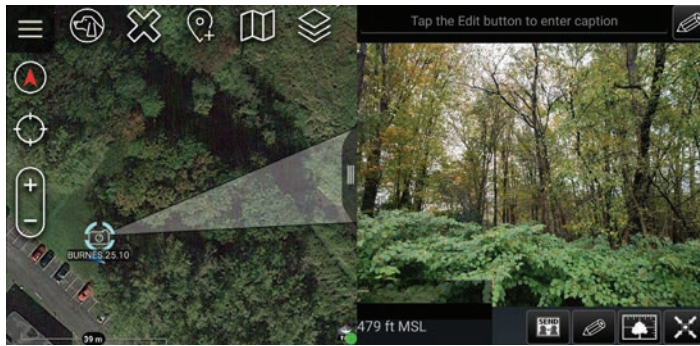 Tap the Edit button to enter caption
BURNES.25.10
39 m
479 ft MSL
SEND